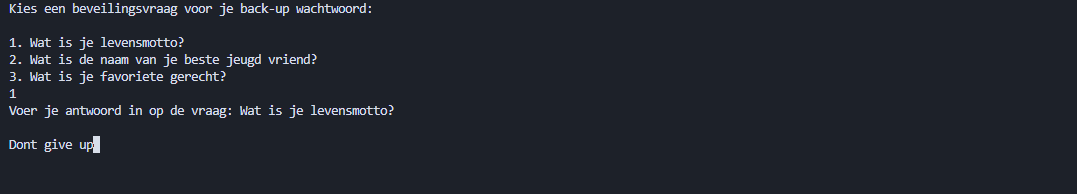 Kies een beveilingsvraag voor je back-up wachtwoord:
1. Wat is je levensmotto?
2. Wat is de naam van je beste jeugd vriend?
3. Wat is je favoriete gerecht?
1
Voer je antwoord in op de vraag: Wat is je levensmotto?
Dont give up